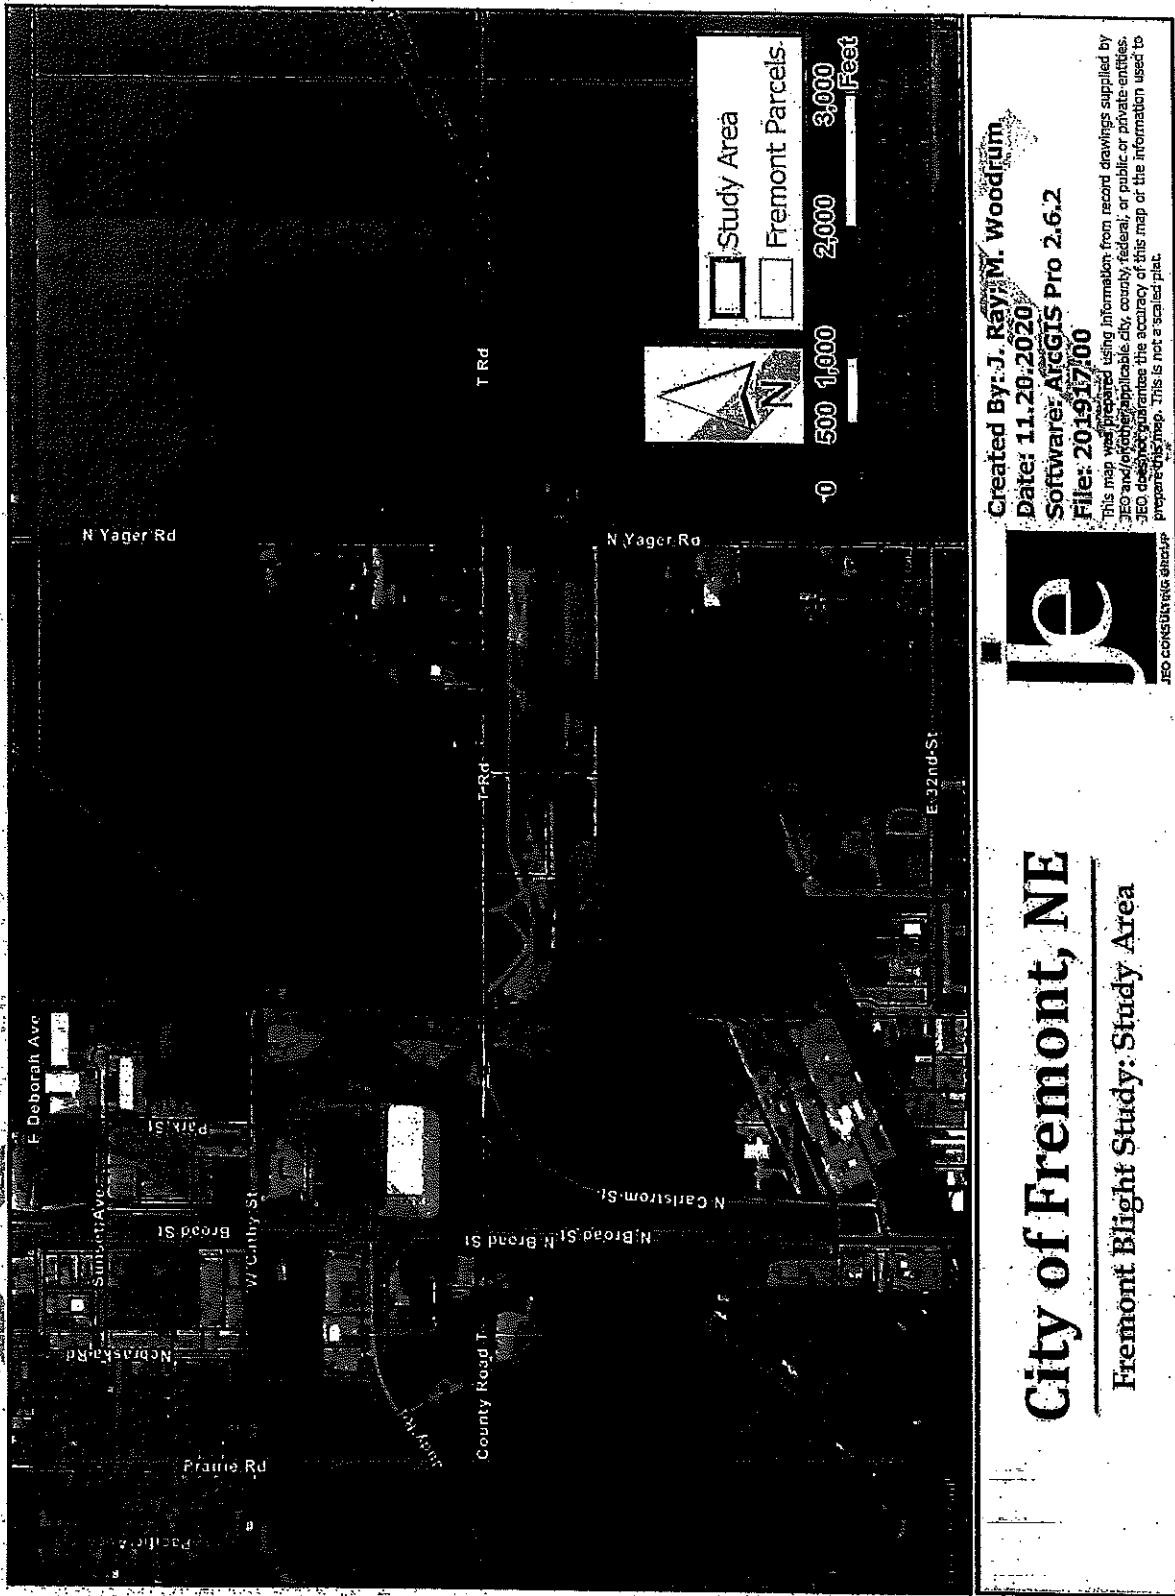 E Deborah Ave
Sunset Ave
Park St
Broad St
W Linby St
Nebraska Rd
Prairie Rd
Judy Rd
County Road T
N Broad St
N Broad St
N Carlstrom St
T Rd
T Rd
N Yager Rd
N Yager Rd
E 32nd St
Study Area
Fremont Parcels
N
0 500 1,000 2,000 3,000
Feet
City of Fremont, NE
Fremont Blight Study: Study Area
JEO CONSULTING GROUP
Created By: J. Ray, M. Woodrum
Date: 11.20.2020
Software: ArcGIS Pro 2.6.2
File: 201917.00
This map was prepared using information from record drawings supplied by
JEO and/or other applicable city, county, federal, or public or private entities.
JEO does not guarantee the accuracy of this map or the information used to
prepare this map. This is not a scaled plat.